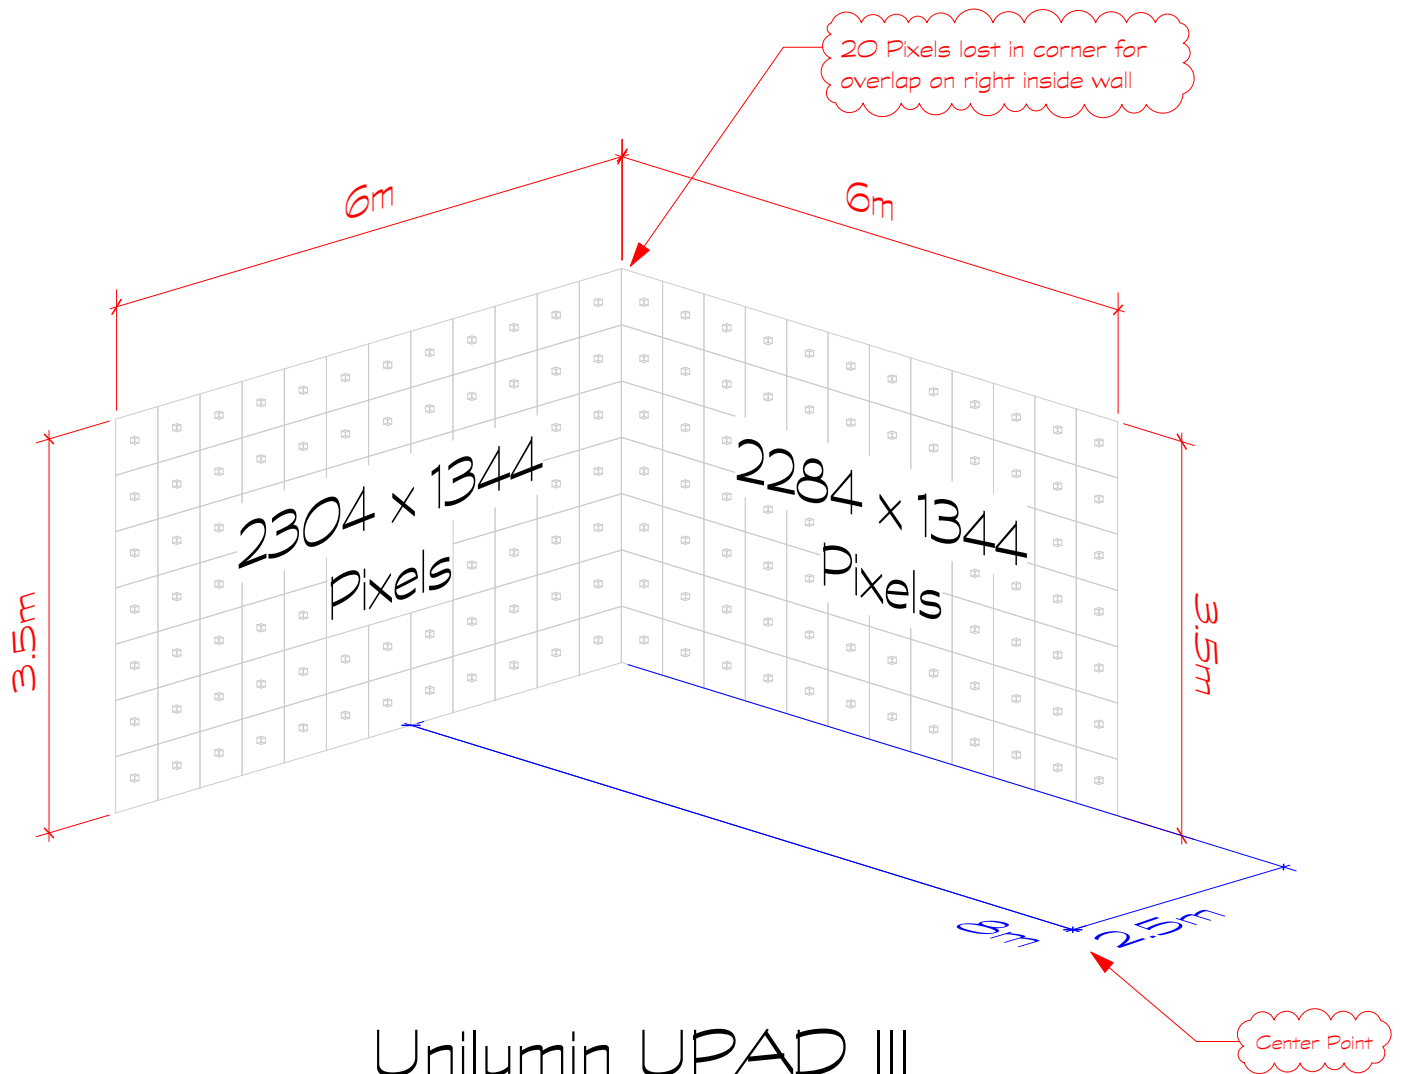 20 Pixels lost in corner for
overlap on right inside wall
6m
6m
2304 x 1344
Pixels
2284 x 1344
Pixels
3.5m
3.5m
8m
2.5m
Center Point
Unilumin UPAD III